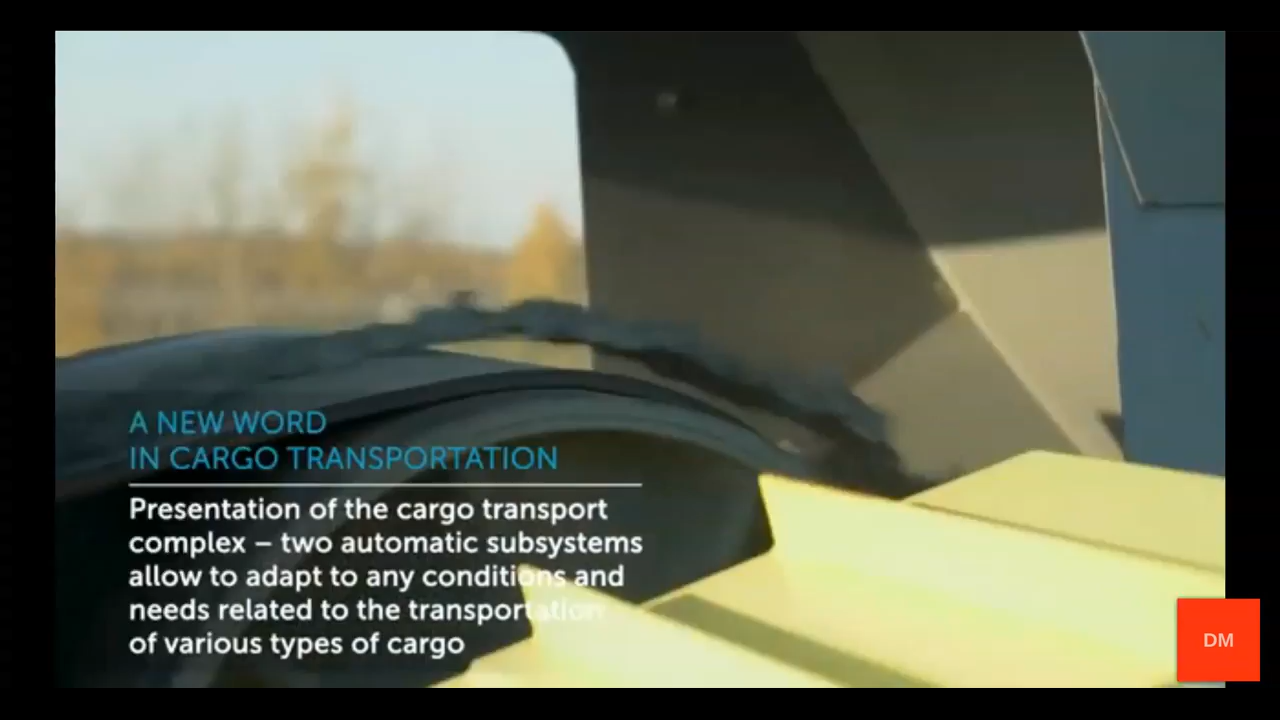 A NEW WORD
IN CARGO TRANSPORTATION
Presentation of the cargo transport
complex – two automatic subsystems
allow to adapt to any conditions and
needs related to the transportation
of various types of cargo
DM